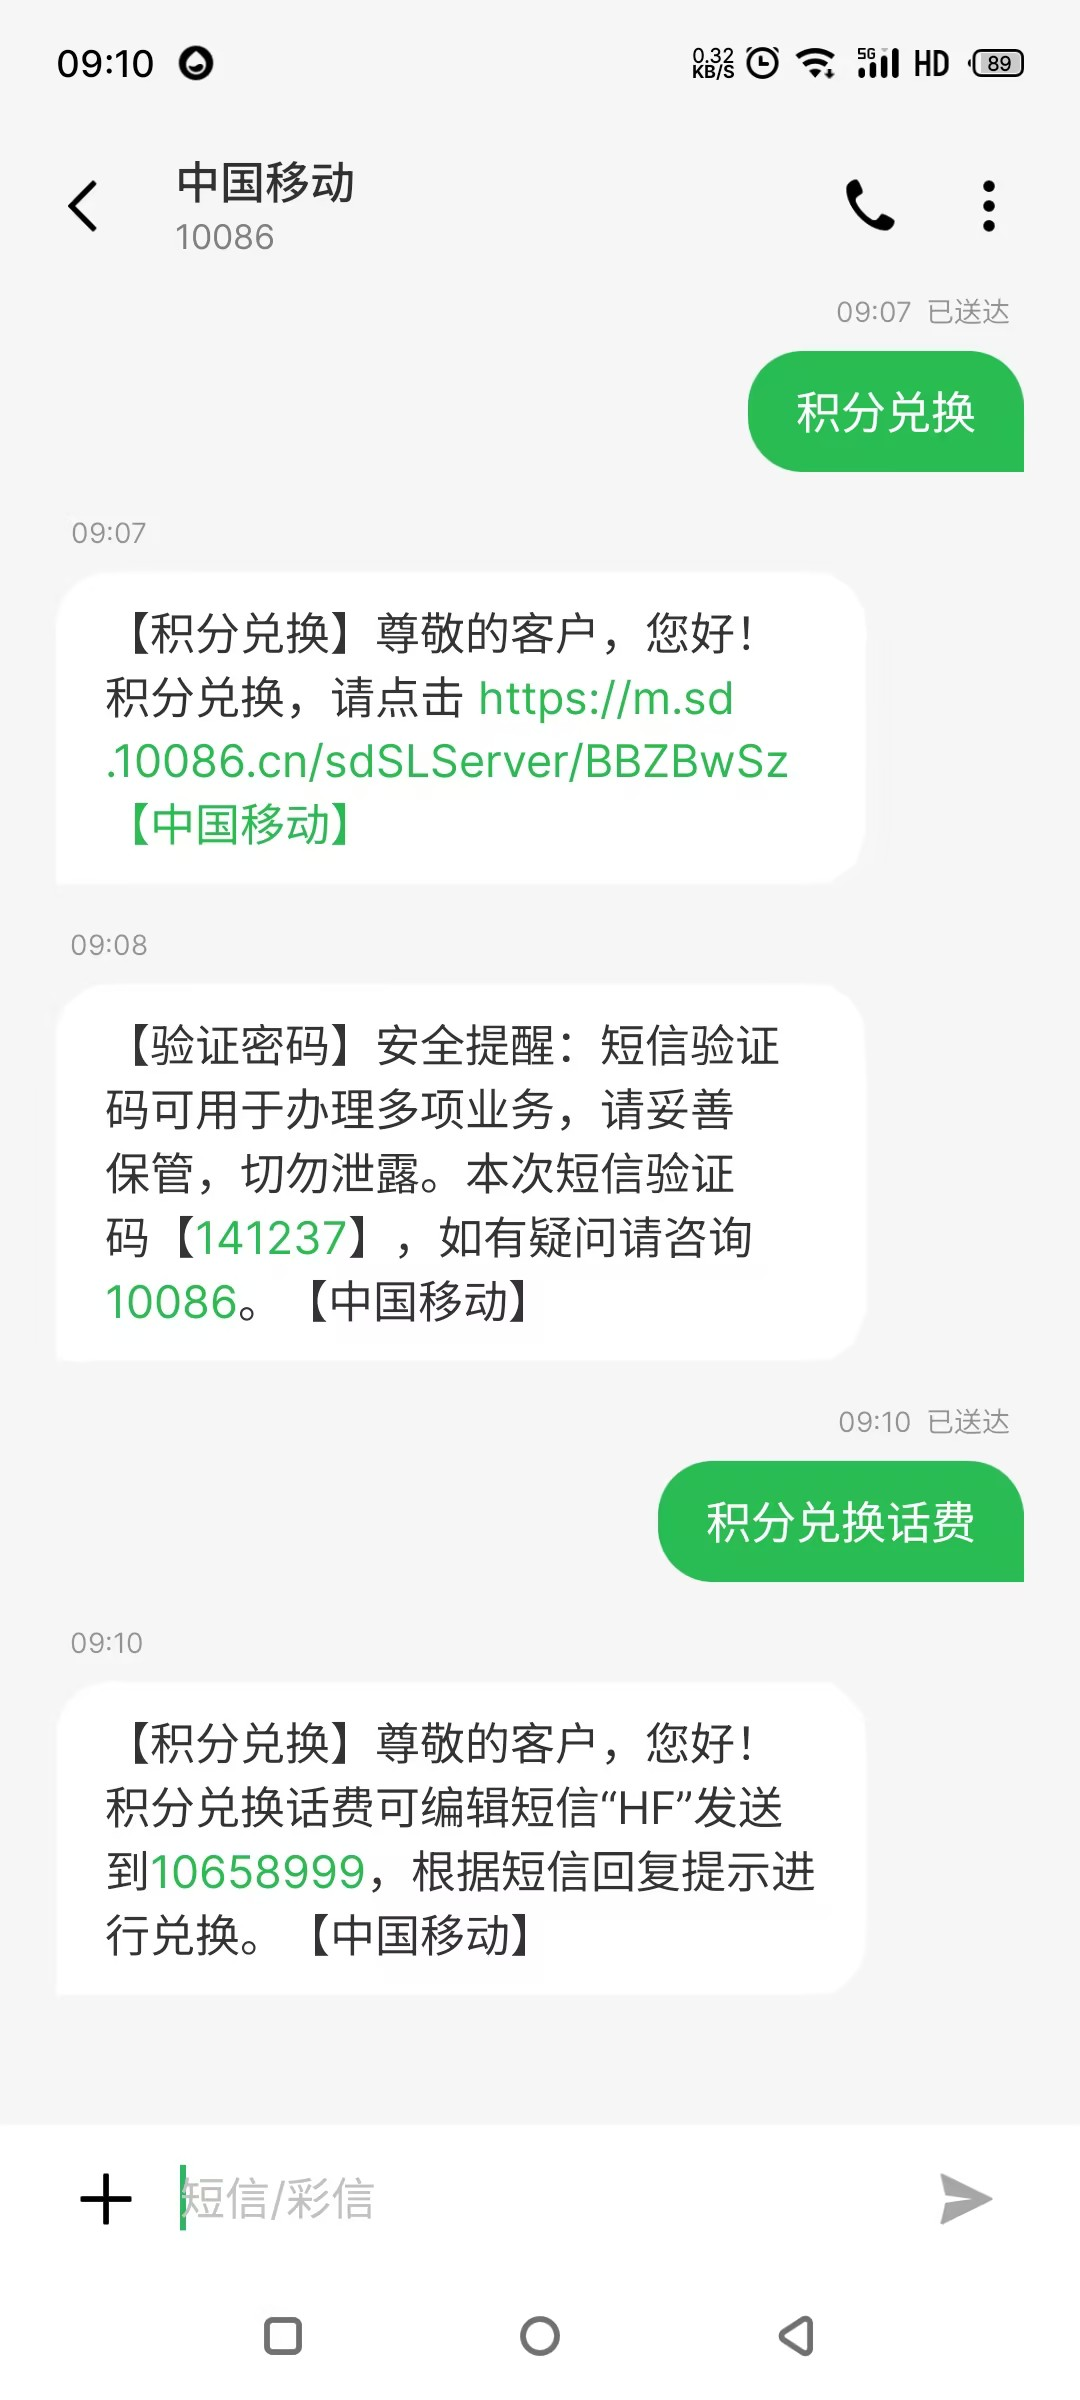 09:10 0.32 KB/S 5G HD 89
中国移动
10086
09:07 已送达
积分兑换
09:07
【积分兑换】尊敬的客户，您好！
积分兑换，请点击 https://m.sd
.10086.cn/sdSLServer/BBZBwSz
【中国移动】
09:08
【验证密码】安全提醒：短信验证
码可用于办理多项业务，请妥善
保管，切勿泄露。本次短信验证
码【141237】，如有疑问请咨询
10086。【中国移动】
09:10 已送达
积分兑换话费
09:10
【积分兑换】尊敬的客户，您好！
积分兑换话费可编辑短信“HF”发送
到10658999，根据短信回复提示进
行兑换。【中国移动】
短信/彩信